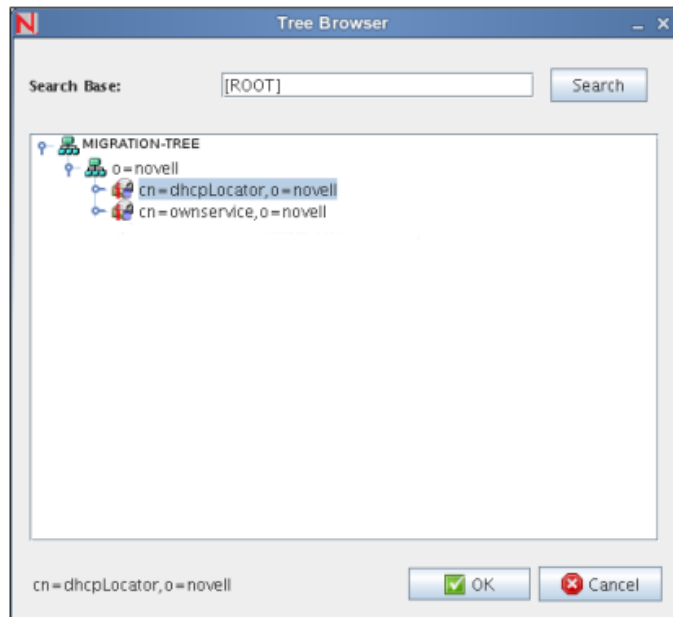 Tree Browser
Search Base: [ROOT] Search
MIGRATION-TREE
o=novell
cn=dhcpLocator,o=novell
cn=ownservice,o=novell
cn=dhcpLocator,o=novell OK Cancel